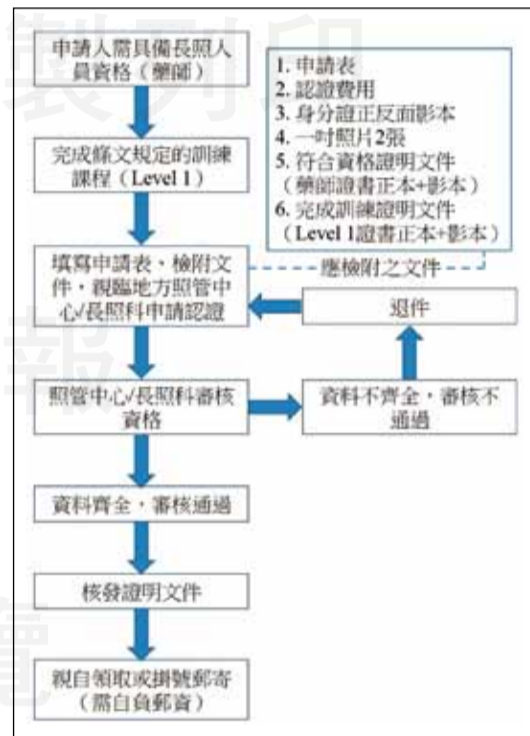 申請人需具備長照人
員資格（藥師）
1. 申請表
2. 認證費用
3. 身分證正反面影本
4. 一吋照片2張
5. 符合資格證明文件
（藥師證書正本+影本）
6. 完成訓練證明文件
（Level 1證書正本+影本）
完成條文規定的訓練
課程（Level 1）
填寫申請表、檢附文
件，親臨地方照管中
心/長照科申請認證
應檢附之文件
退件
照管中心/長照科審核
資格
資料不齊全，審核不
通過
資料齊全，審核通過
核發證明文件
親自領取或掛號郵寄
（需自負郵資）
製列印
報
覽